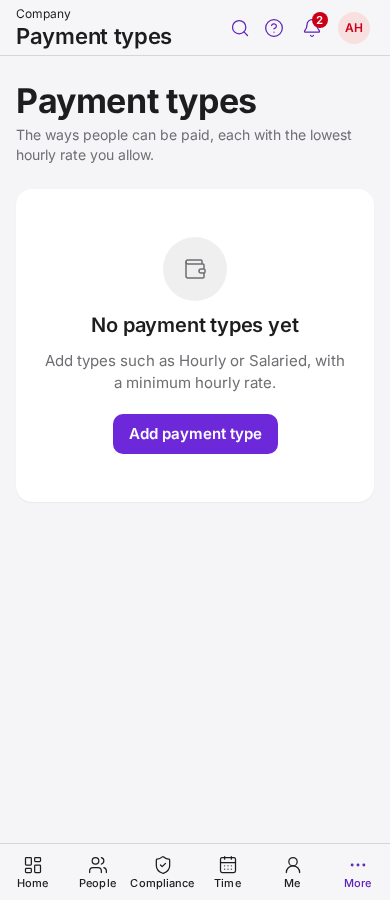 Company
Payment types
2
AH
Payment types
The ways people can be paid, each with the lowest
hourly rate you allow.
No payment types yet
Add types such as Hourly or Salaried, with
a minimum hourly rate.
Add payment type
Home
People
Compliance
Time
Me
More